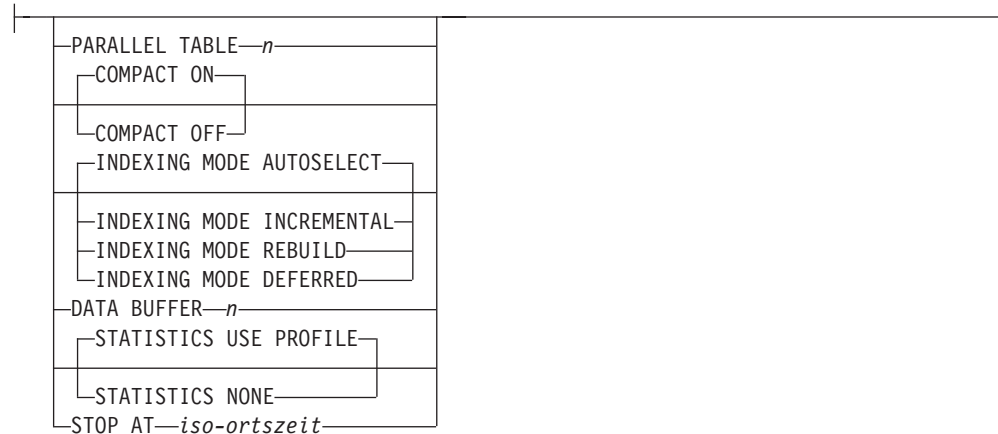 PARALLEL TABLE n
COMPACT ON
COMPACT OFF
INDEXING MODE AUTOSELECT
INDEXING MODE INCREMENTAL
INDEXING MODE REBUILD
INDEXING MODE DEFERRED
DATA BUFFER n
STATISTICS USE PROFILE
STATISTICS NONE
STOP AT iso-ortszeit